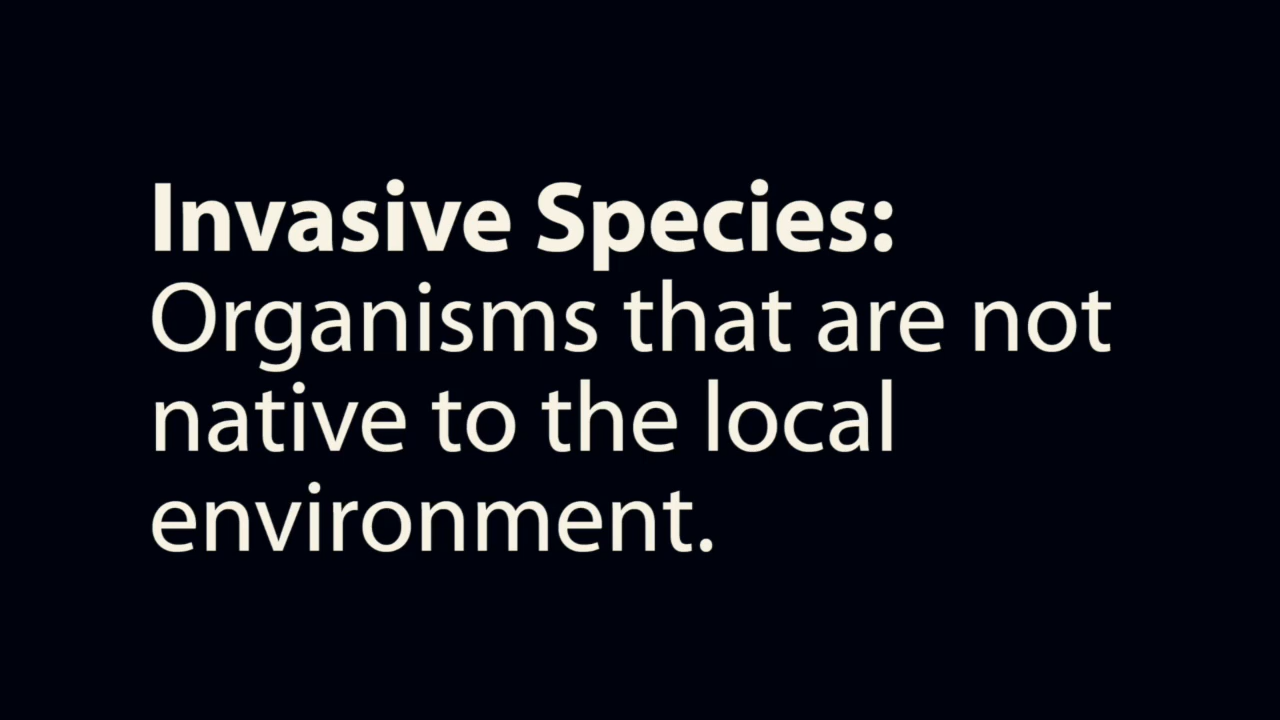 Invasive Species:
Organisms that are not
native to the local
environment.